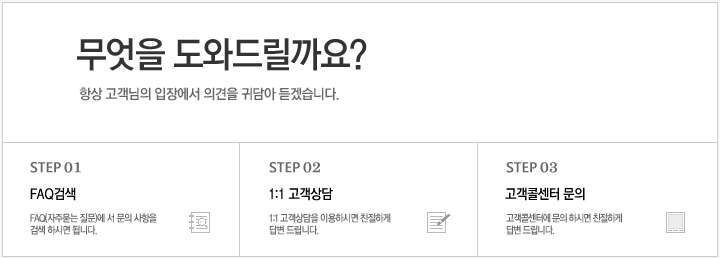 무엇을 도와드릴까요?
항상 고객님의 입장에서 의견을 귀담아 듣겠습니다.
STEP 01
FAQ검색
FAQ(자주묻는 질문)에 서 문의 사항을
검색 하시면 됩니다.
STEP 02
1:1 고객상담
1:1 고객상담을 이용하시면 친절하게
답변 드립니다.
STEP 03
고객콜센터 문의
고객콜센터에 문의 하시면 친절하게
답변 드립니다.